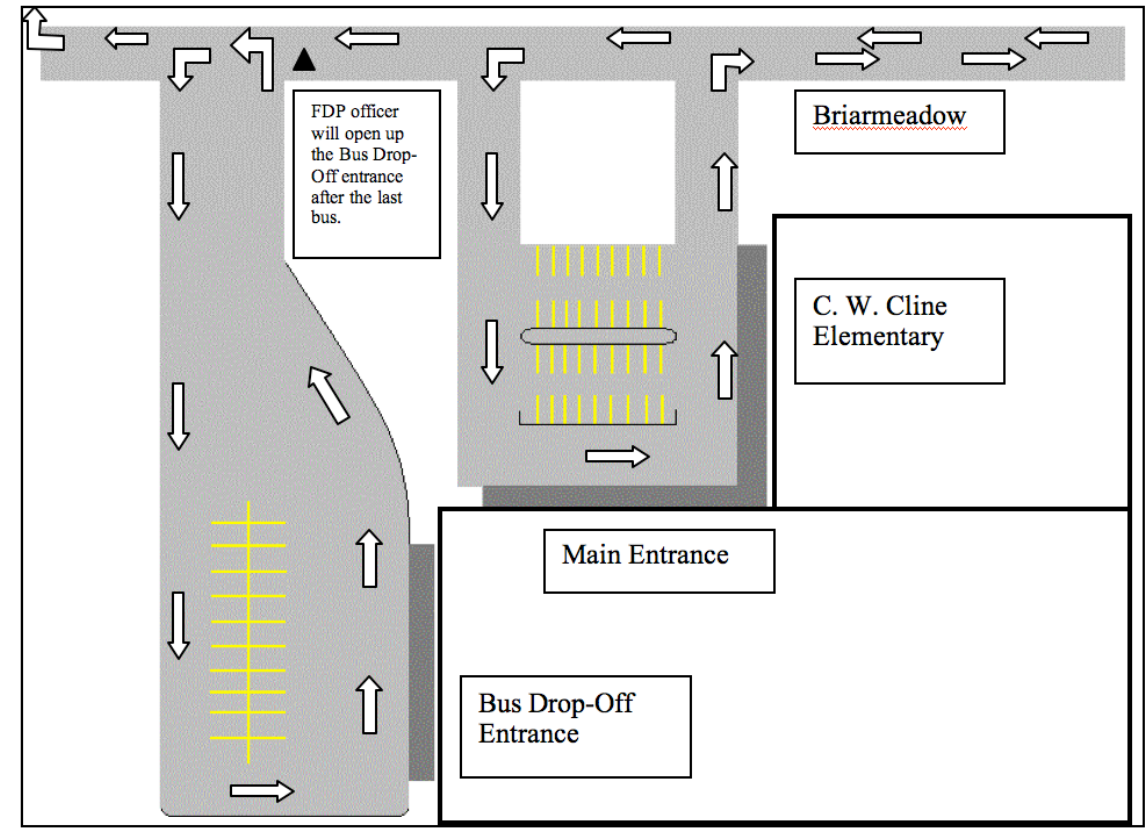 FDP officer
will open up
the Bus Drop-
Off entrance
after the last
bus.
Briarmeadow
C. W. Cline
Elementary
Main Entrance
Bus Drop-Off
Entrance